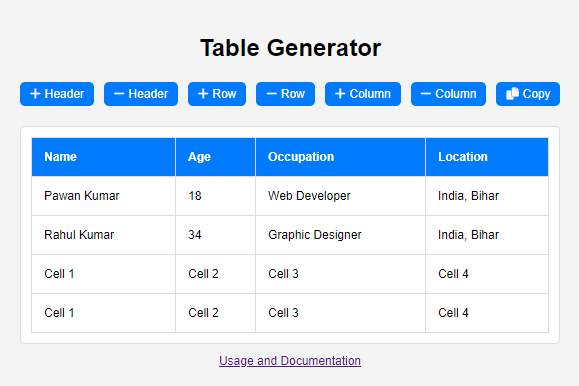 Table Generator
+ Header − Header + Row − Row + Column − Column Copy
Name Age Occupation Location
Pawan Kumar 18 Web Developer India, Bihar
Rahul Kumar 34 Graphic Designer India, Bihar
Cell 1 Cell 2 Cell 3 Cell 4
Cell 1 Cell 2 Cell 3 Cell 4
Usage and Documentation